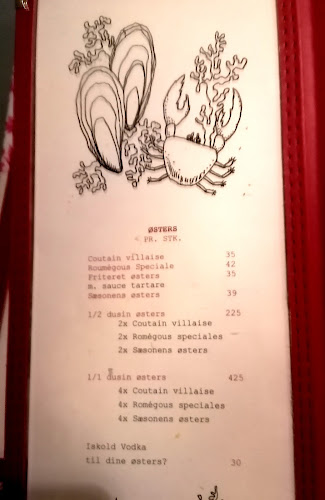 ØSTERS
PR. STK.
Coutain villaise 35
Roumégous Speciale 42
Friteret østers 35
m. sauce tartare
Sæsonens østers 39
1/2 dusin østers 225
2x Coutain villaise
2x Romégous speciales
2x Sæsonens østers
1/1 dusin østers 425
4x Coutain villaise
4x Romégous speciales
4x Sæsonens østers
Iskold Vodka
til dine østers? 30